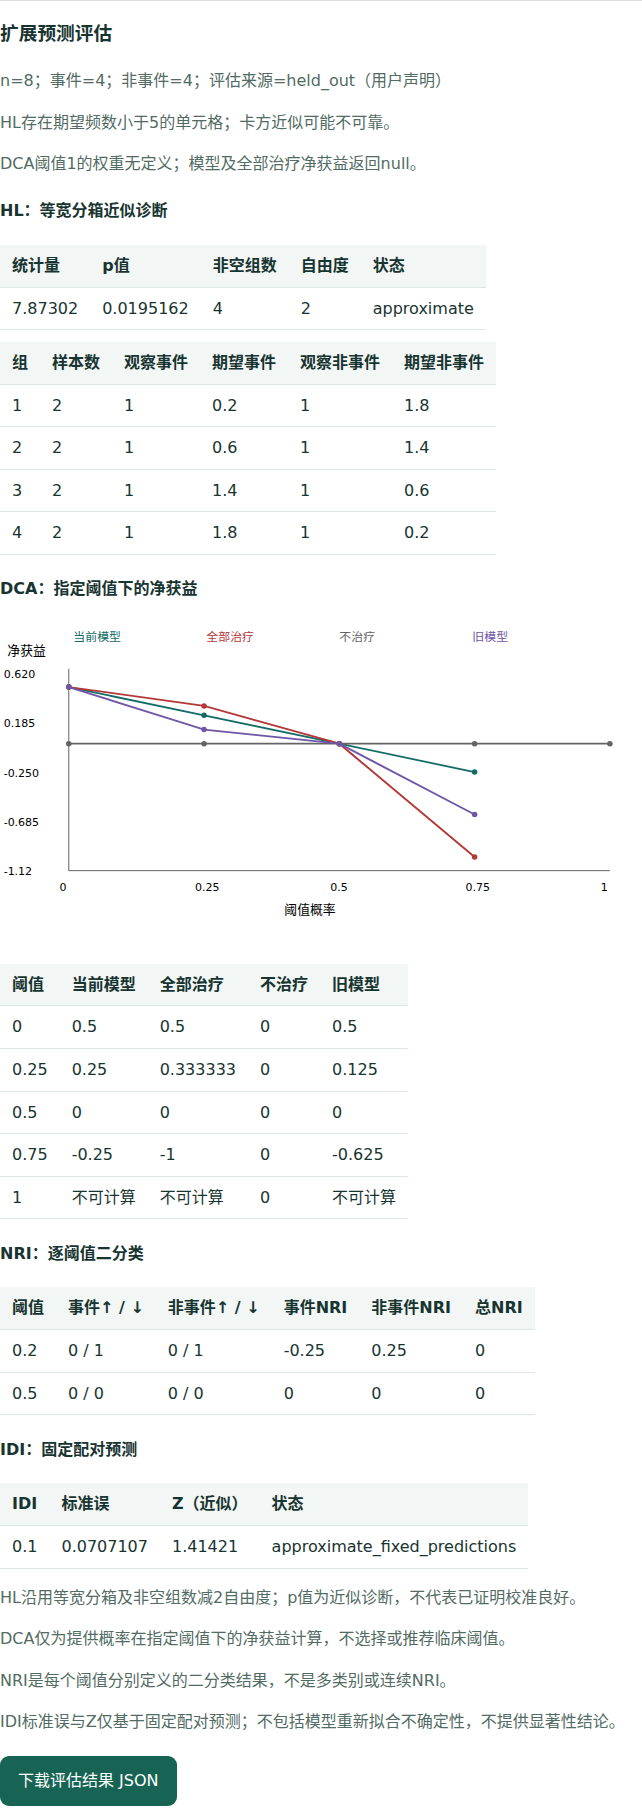 扩展预测评估
n=8；事件=4；非事件=4；评估来源=held_out（用户声明）
HL存在期望频数小于5的单元格；卡方近似可能不可靠。
DCA阈值1的权重无定义；模型及全部治疗净获益返回null。
HL：等宽分箱近似诊断
统计量 p值 非空组数 自由度 状态
7.87302 0.0195162 4 2 approximate
组 样本数 观察事件 期望事件 观察非事件 期望非事件
1 2 1 0.2 1 1.8
2 2 1 0.6 1 1.4
3 2 1 1.4 1 0.6
4 2 1 1.8 1 0.2
DCA：指定阈值下的净获益
当前模型 全部治疗 不治疗 旧模型
净获益
0.620
0.185
-0.250
-0.685
-1.12
0 0.25 0.5 0.75 1
阈值概率
阈值 当前模型 全部治疗 不治疗 旧模型
0 0.5 0.5 0 0.5
0.25 0.25 0.333333 0 0.125
0.5 0 0 0 0
0.75 -0.25 -1 0 -0.625
1 不可计算 不可计算 0 不可计算
NRI：逐阈值二分类
阈值 事件↑ / ↓ 非事件↑ / ↓ 事件NRI 非事件NRI 总NRI
0.2 0 / 1 0 / 1 -0.25 0.25 0
0.5 0 / 0 0 / 0 0 0 0
IDI：固定配对预测
IDI 标准误 Z（近似） 状态
0.1 0.0707107 1.41421 approximate_fixed_predictions
HL沿用等宽分箱及非空组数减2自由度；p值为近似诊断，不代表已证明校准良好。
DCA仅为提供概率在指定阈值下的净获益计算，不选择或推荐临床阈值。
NRI是每个阈值分别定义的二分类结果，不是多类别或连续NRI。
IDI标准误与Z仅基于固定配对预测；不包括模型重新拟合不确定性，不提供显著性结论。
下载评估结果 JSON